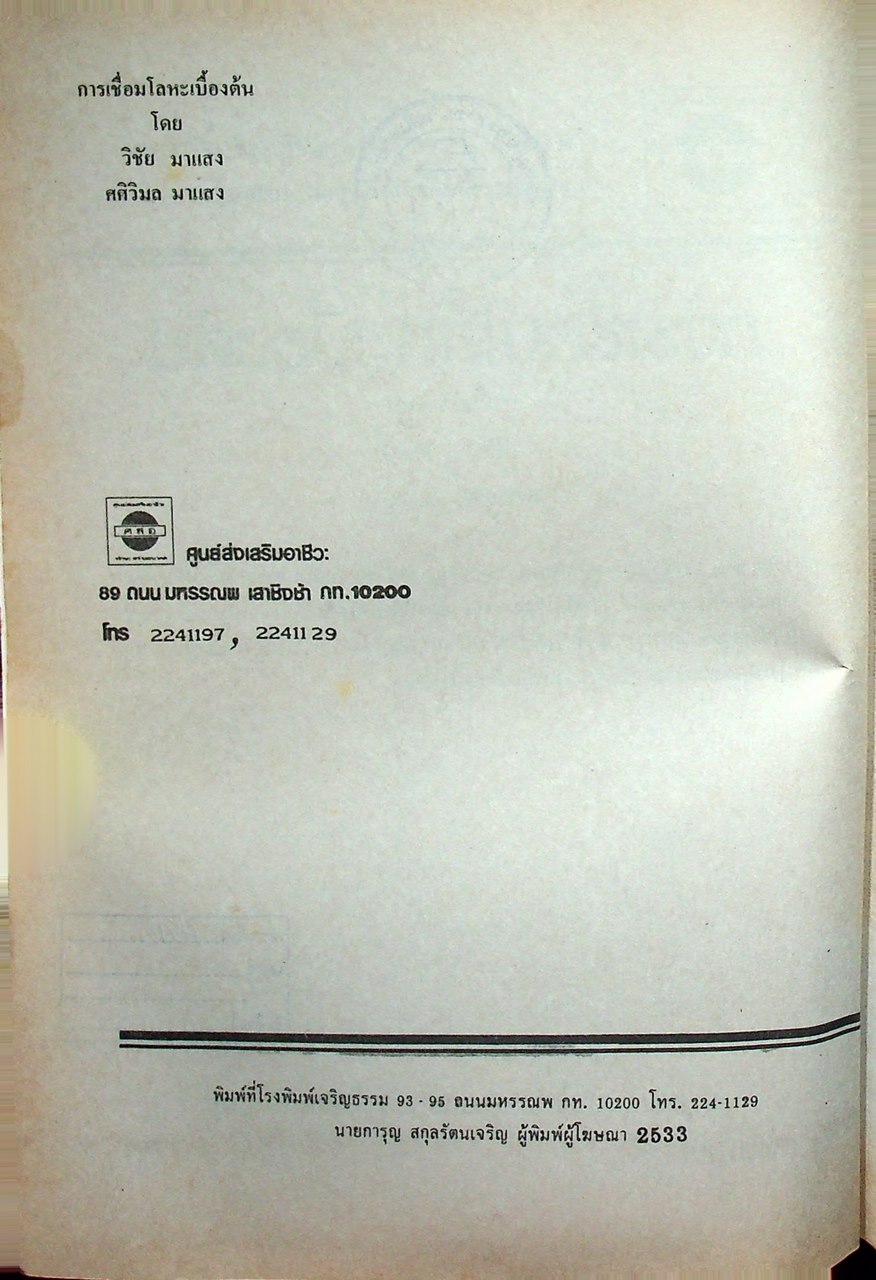 การเชื่อมโลหะเบื้องต้น
โดย
วิชัย มาแสง
ศศิวิมล มาแสง
ศสอ
ศูนย์ส่งเสริมอาชีวะ
89 ถนนมหรรณพ เสาชิงช้า กท.10200
โทร 2241197, 2241129
พิมพ์ที่โรงพิมพ์เจริญธรรม 93 - 95 ถนนมหรรณพ กท. 10200 โทร. 224-1129
นายการุญ สกุลรัตนเจริญ ผู้พิมพ์ผู้โฆษณา 2533